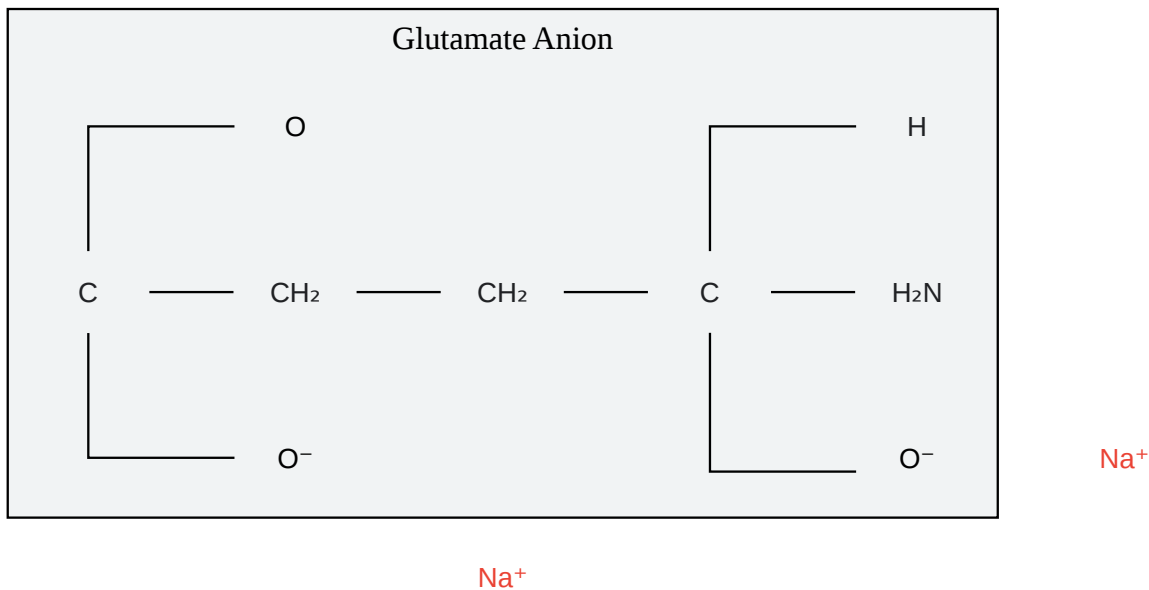 Glutamate Anion
O H
C CH₂ CH₂ C H₂N
O⁻ O⁻ Na⁺
Na⁺